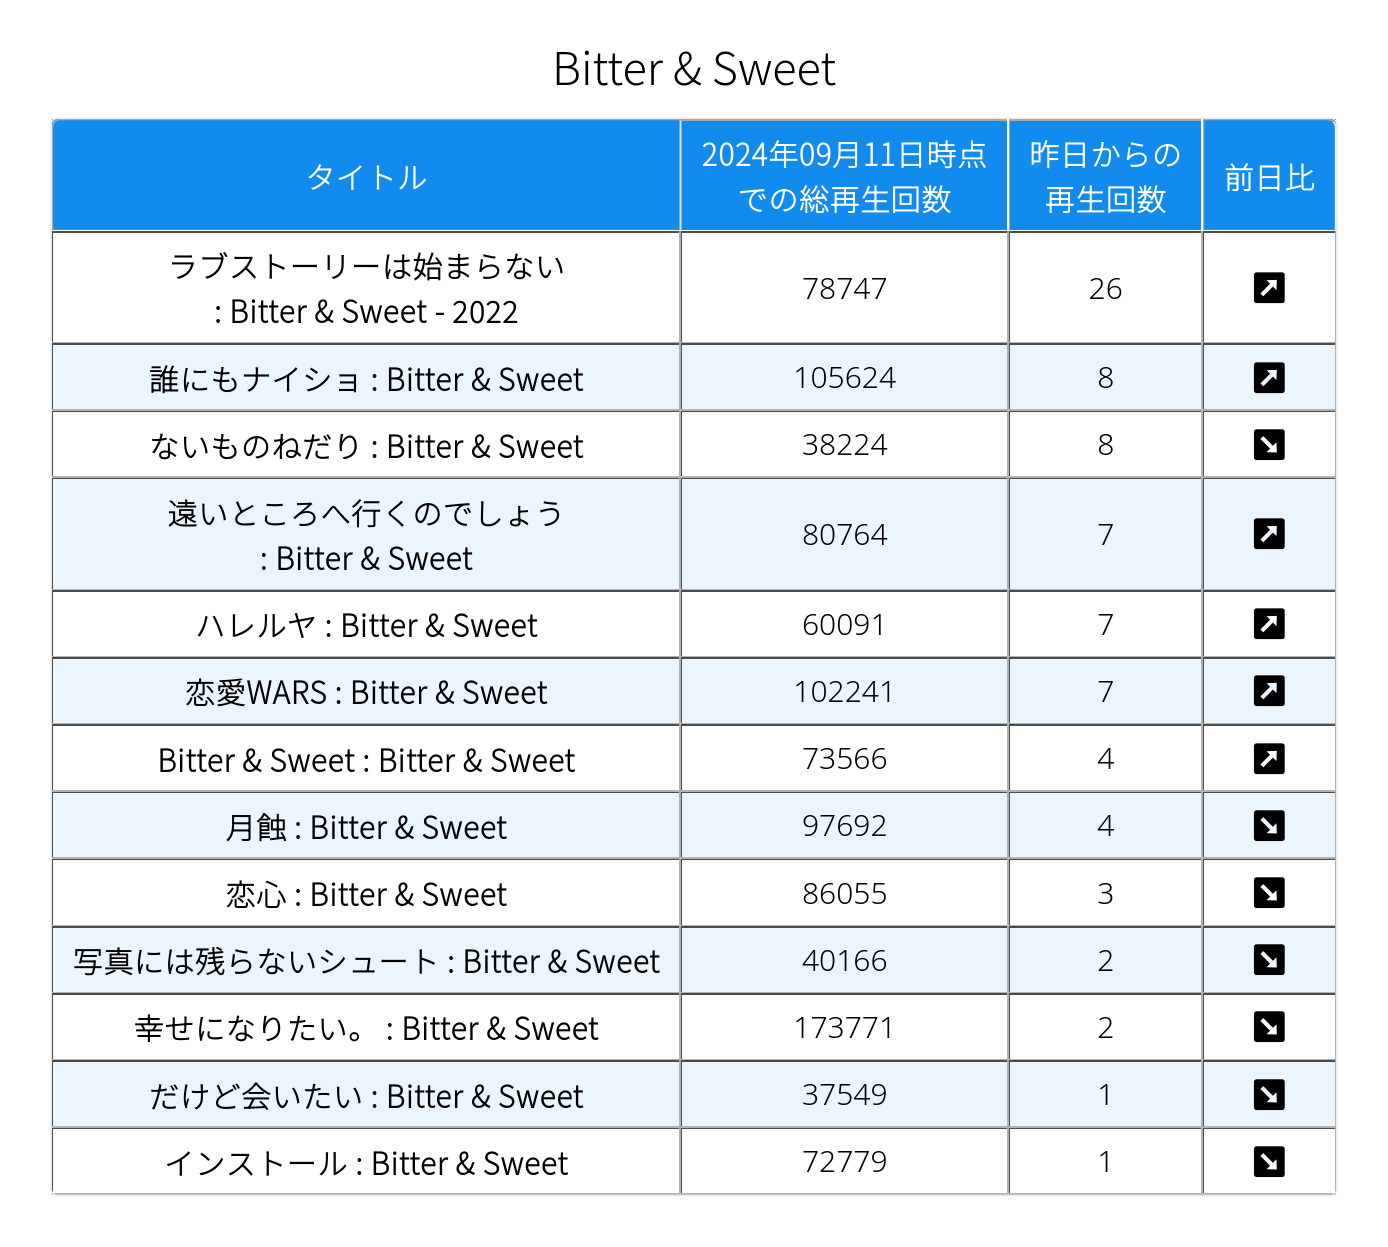 Bitter & Sweet
タイトル
2024年09月11日時点
での総再生回数
昨日からの
再生回数
前日比
ラブストーリーは始まらない
: Bitter & Sweet - 2022
78747
26
誰にもナイショ : Bitter & Sweet
105624
8
ないものねだり : Bitter & Sweet
38224
8
遠いところへ行くのでしょう
: Bitter & Sweet
80764
7
ハレルヤ : Bitter & Sweet
60091
7
恋愛WARS : Bitter & Sweet
102241
7
Bitter & Sweet : Bitter & Sweet
73566
4
月蝕 : Bitter & Sweet
97692
4
恋心 : Bitter & Sweet
86055
3
写真には残らないシュート : Bitter & Sweet
40166
2
幸せになりたい。 : Bitter & Sweet
173771
2
だけど会いたい : Bitter & Sweet
37549
1
インストール : Bitter & Sweet
72779
1